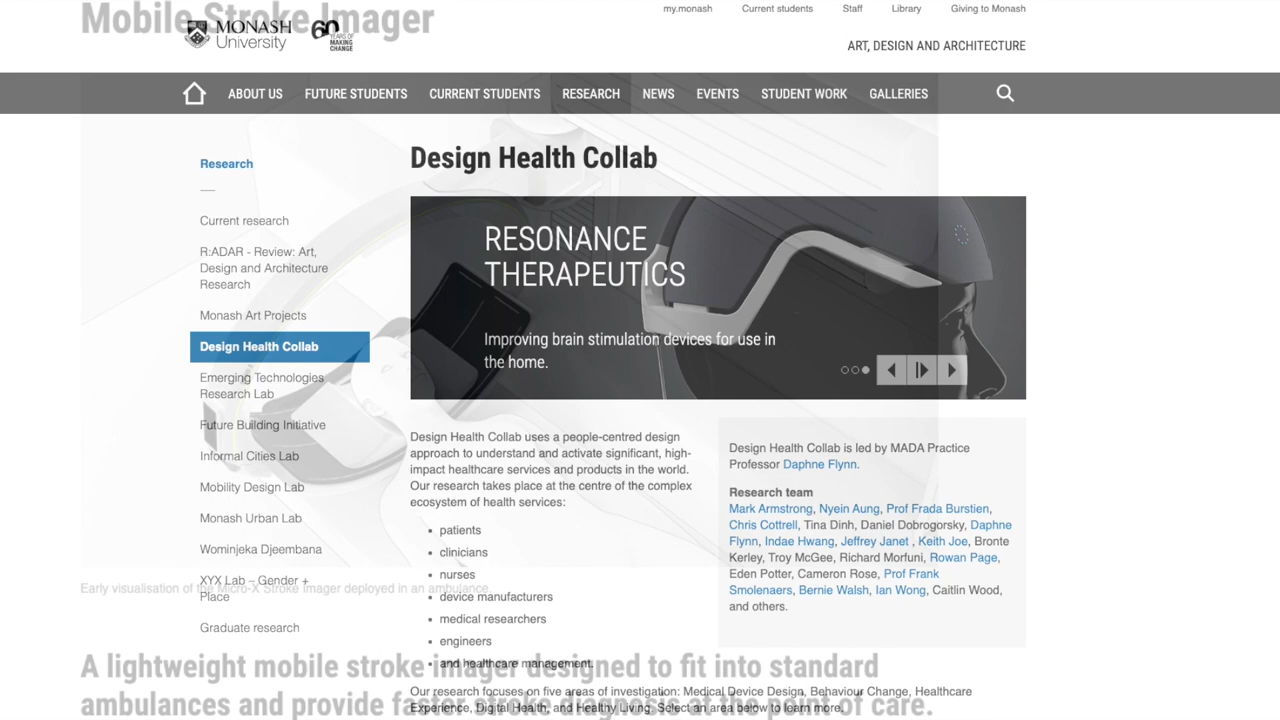 Mobile Stroke Imager
MONASH
University
60
YEARS OF
MAKING
CHANGE
my.monash
Current students
Staff
Library
Giving to Monash
ART, DESIGN AND ARCHITECTURE
ABOUT US
FUTURE STUDENTS
CURRENT STUDENTS
RESEARCH
NEWS
EVENTS
STUDENT WORK
GALLERIES
Research
Current research
R:ADAR - Review: Art,
Design and Architecture
Research
Monash Art Projects
Design Health Collab
Emerging Technologies
Research Lab
Future Building Initiative
Informal Cities Lab
Mobility Design Lab
Monash Urban Lab
Wominjeka Djeembana
XYX Lab – Gender +
Place
Graduate research
Design Health Collab
RESONANCE
THERAPEUTICS
Improving brain stimulation devices for use in
the home.
Design Health Collab uses a people-centred design
approach to understand and activate significant, high-
impact healthcare services and products in the world.
Our research takes place at the centre of the complex
ecosystem of health services:
patients
clinicians
nurses
device manufacturers
medical researchers
engineers
and healthcare management.
Our research focuses on five areas of investigation: Medical Device Design, Behaviour Change, Healthcare
Experience, Digital Health, and Healthy Living. Select an area below to learn more.
Design Health Collab is led by MADA Practice
Professor Daphne Flynn.
Research team
Mark Armstrong, Nyein Aung, Prof Frada Burstien,
Chris Cottrell, Tina Dinh, Daniel Dobrogorsky, Daphne
Flynn, Indae Hwang, Jeffrey Janet , Keith Joe, Bronte
Kerley, Troy McGee, Richard Morfuni, Rowan Page,
Eden Potter, Cameron Rose, Prof Frank
Smolenaers, Bernie Walsh, Ian Wong, Caitlin Wood,
and others.
Early visualisation of the Micro-X Stroke Imager deployed in an ambulance.
A lightweight mobile stroke imager designed to fit into standard
ambulances and provide faster stroke diagnosis at the point of care.